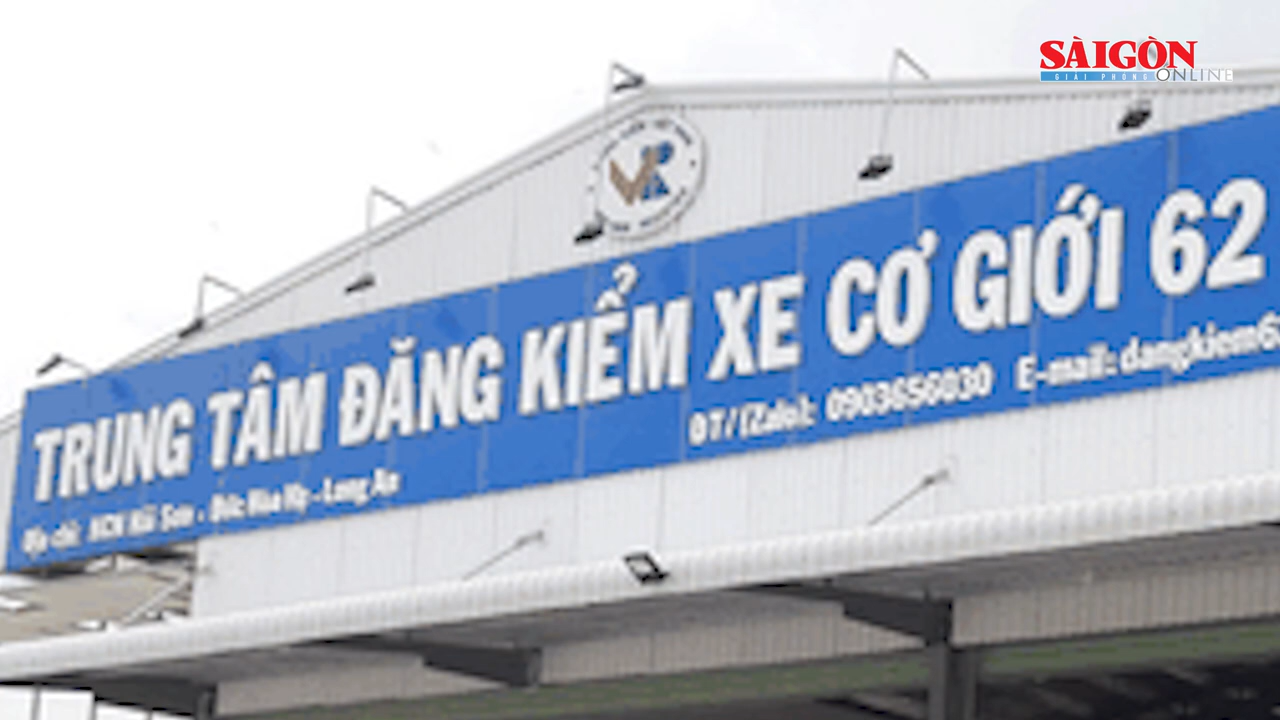 SÀIGÒN
GIẢI PHÓNG ONLINE
TRUNG TÂM ĐĂNG KIỂM XE CƠ GIỚI 62
Địa chỉ: KCN Hải Sơn - Đức Hòa Hạ - Long An
ĐT/(Zalo): 0903656030 E-mail: dangkiem6